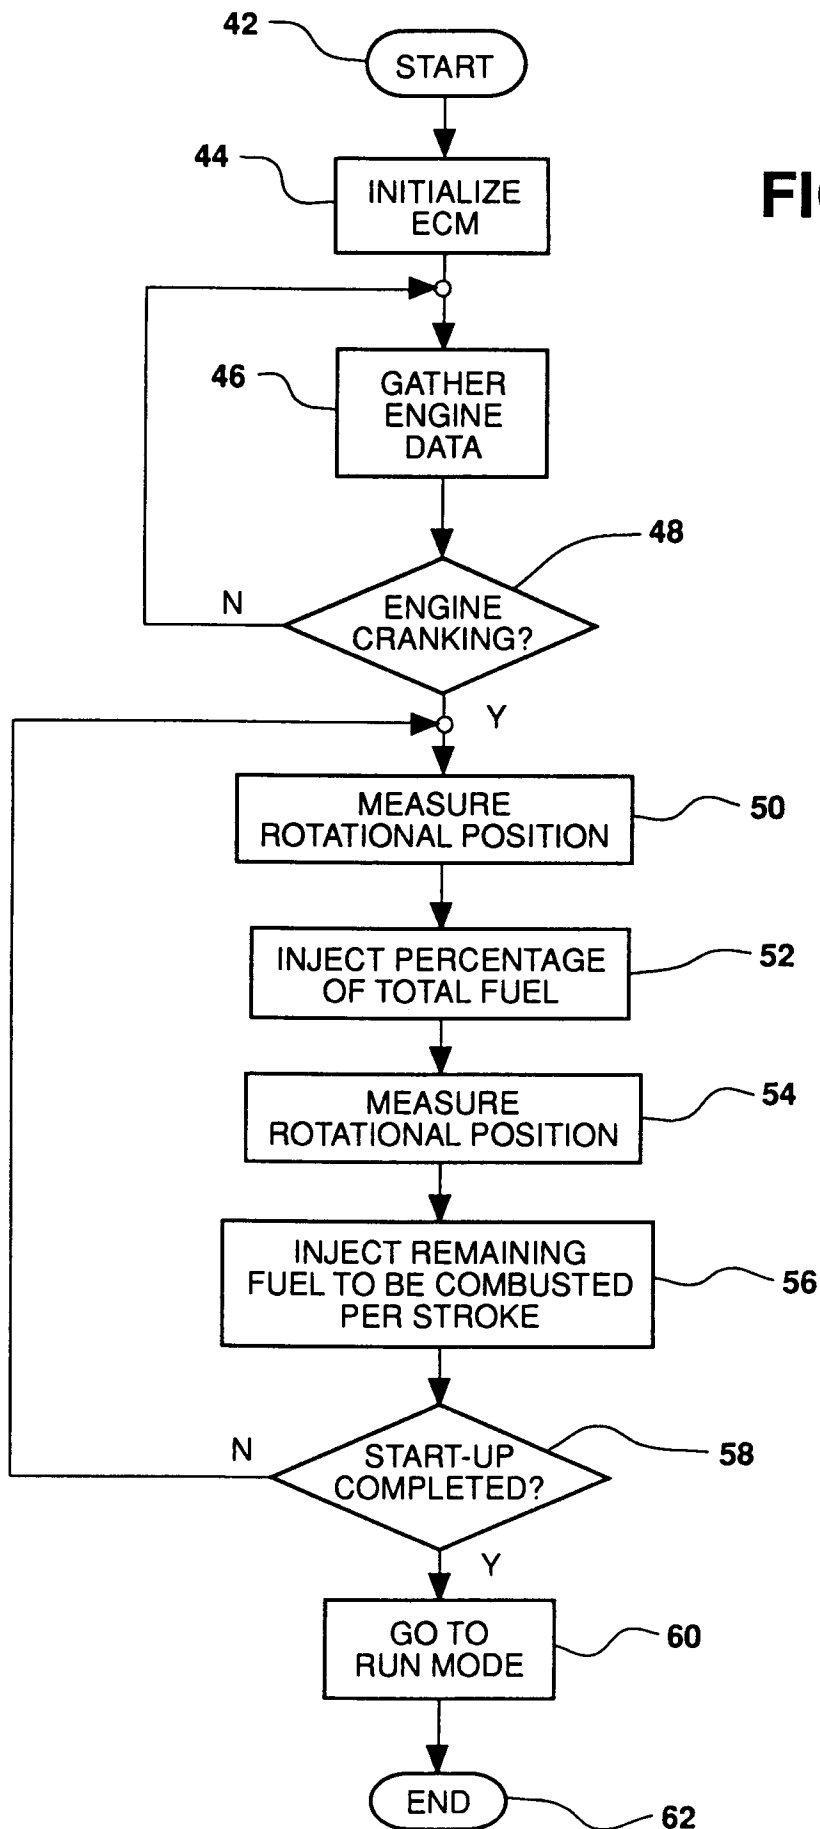 42
START
44
INITIALIZE
ECM
46
GATHER
ENGINE
DATA
48
N
ENGINE
CRANKING?
Y
MEASURE
ROTATIONAL POSITION
50
INJECT PERCENTAGE
OF TOTAL FUEL
52
MEASURE
ROTATIONAL POSITION
54
INJECT REMAINING
FUEL TO BE COMBUSTED
PER STROKE
56
N
START-UP
COMPLETED?
58
Y
GO TO
RUN MODE
60
END
62